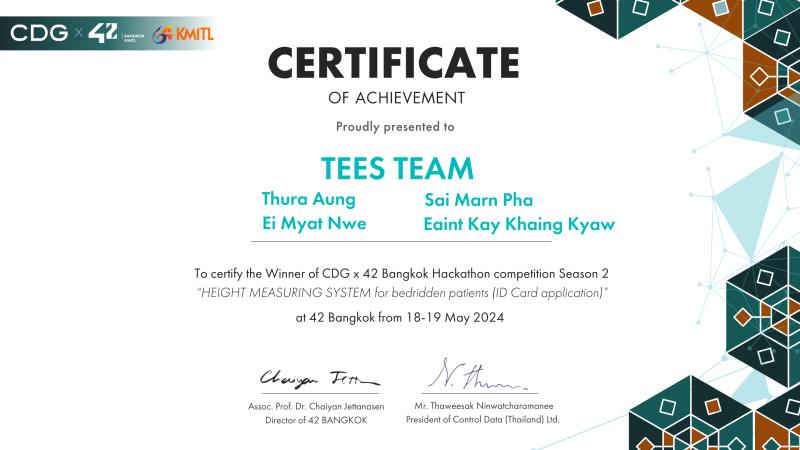 CDG x 42 BANGKOK KMITL KMITL
CERTIFICATE
OF ACHIEVEMENT
Proudly presented to
TEES TEAM
Thura Aung Sai Marn Pha
Ei Myat Nwe Eaint Kay Khaing Kyaw
To certify the Winner of CDG x 42 Bangkok Hackathon competition Season 2
“HEIGHT MEASURING SYSTEM for bedridden patients (ID Card application)”
at 42 Bangkok from 18-19 May 2024
Chaiyan Jett
N. Th
Assoc. Prof. Dr. Chaiyan Jettanasen Mr. Thaweesak Ninwatcharamanee
Director of 42 BANGKOK President of Control Data (Thailand) Ltd.